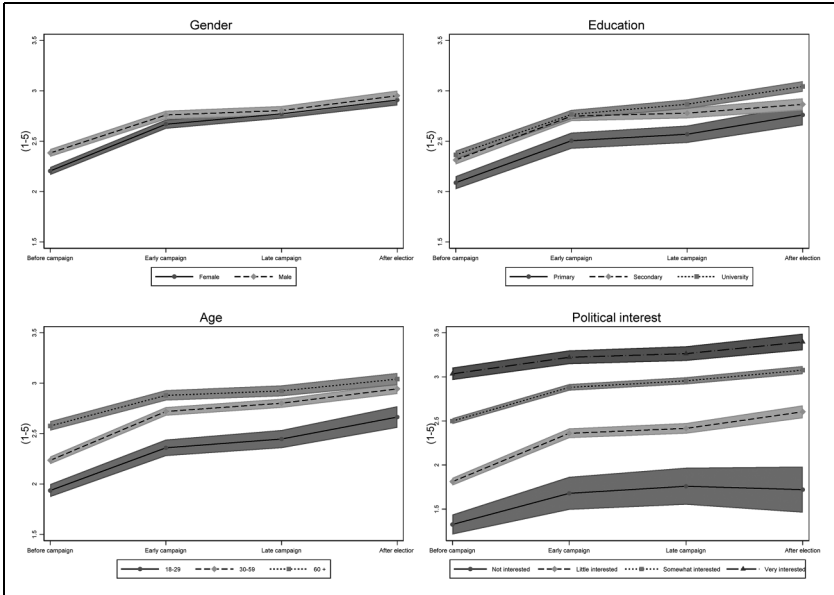 Gender
3.5
3
2.5
2
1.5
(1-5)
Before campaign Early campaign Late campaign After election
Female Male
Education
3.5
3
2.5
2
1.5
(1-5)
Before campaign Early campaign Late campaign After election
Primary Secondary University
Age
3.5
3
2.5
2
1.5
(1-5)
Before campaign Early campaign Late campaign After election
18-29 30-59 60 +
Political interest
3.5
3
2.5
2
1.5
(1-5)
Before campaign Early campaign Late campaign After election
Not interested Little interested Somewhat interested Very interested